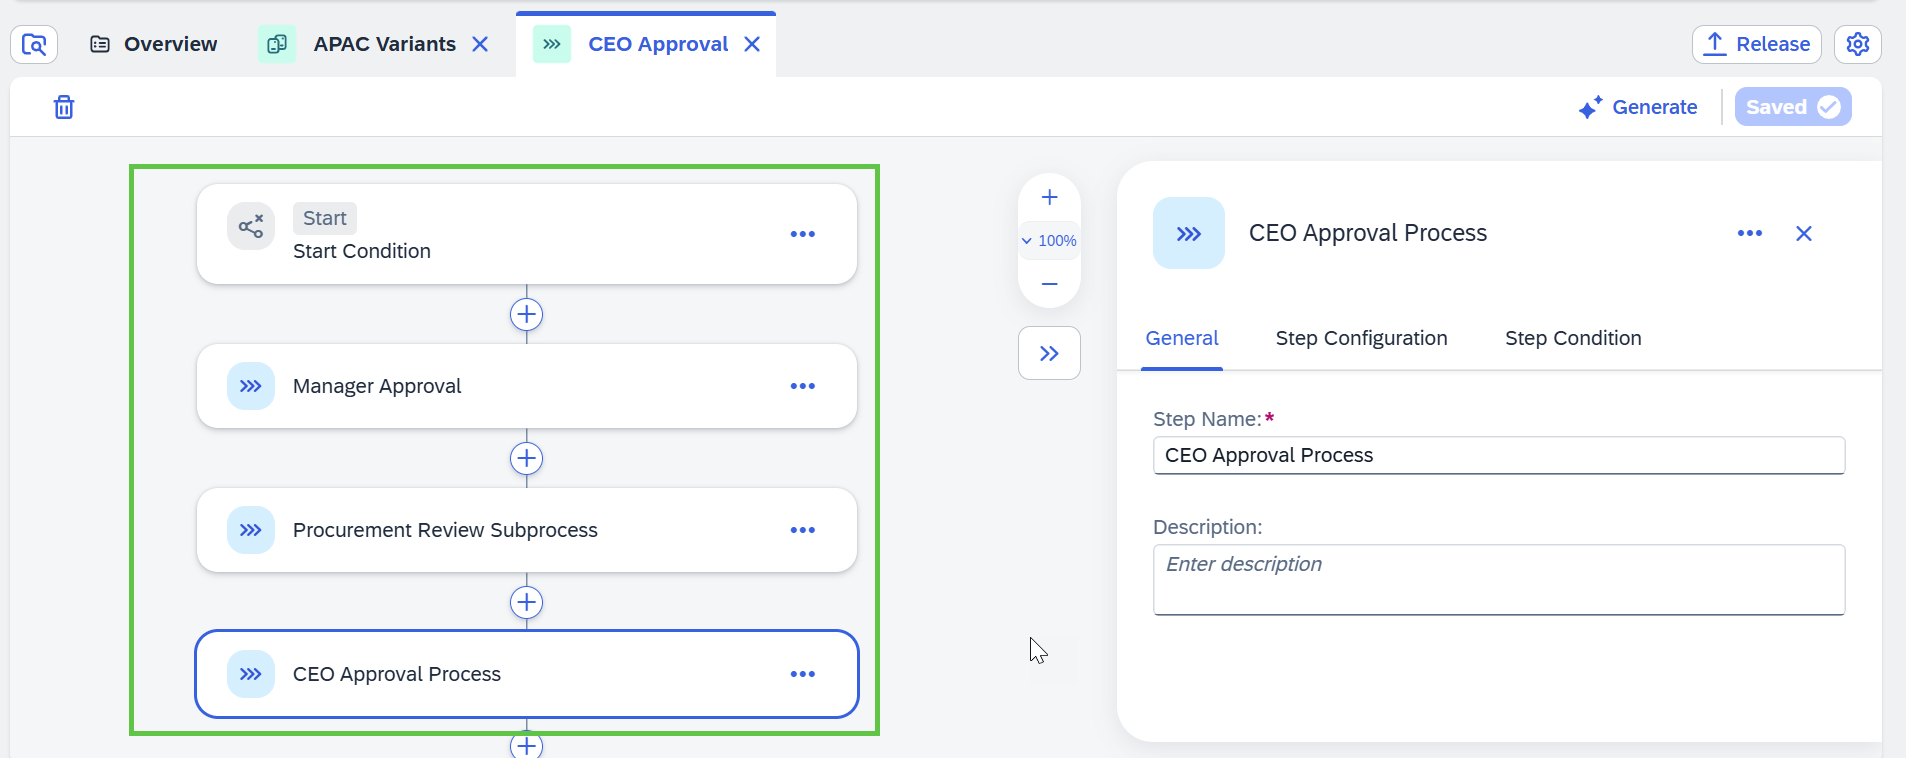 Overview
APAC Variants
CEO Approval
Release
Generate
Saved
Start
Start Condition
Manager Approval
Procurement Review Subprocess
CEO Approval Process
100%
CEO Approval Process
General
Step Configuration
Step Condition
Step Name:*
CEO Approval Process
Description:
Enter description